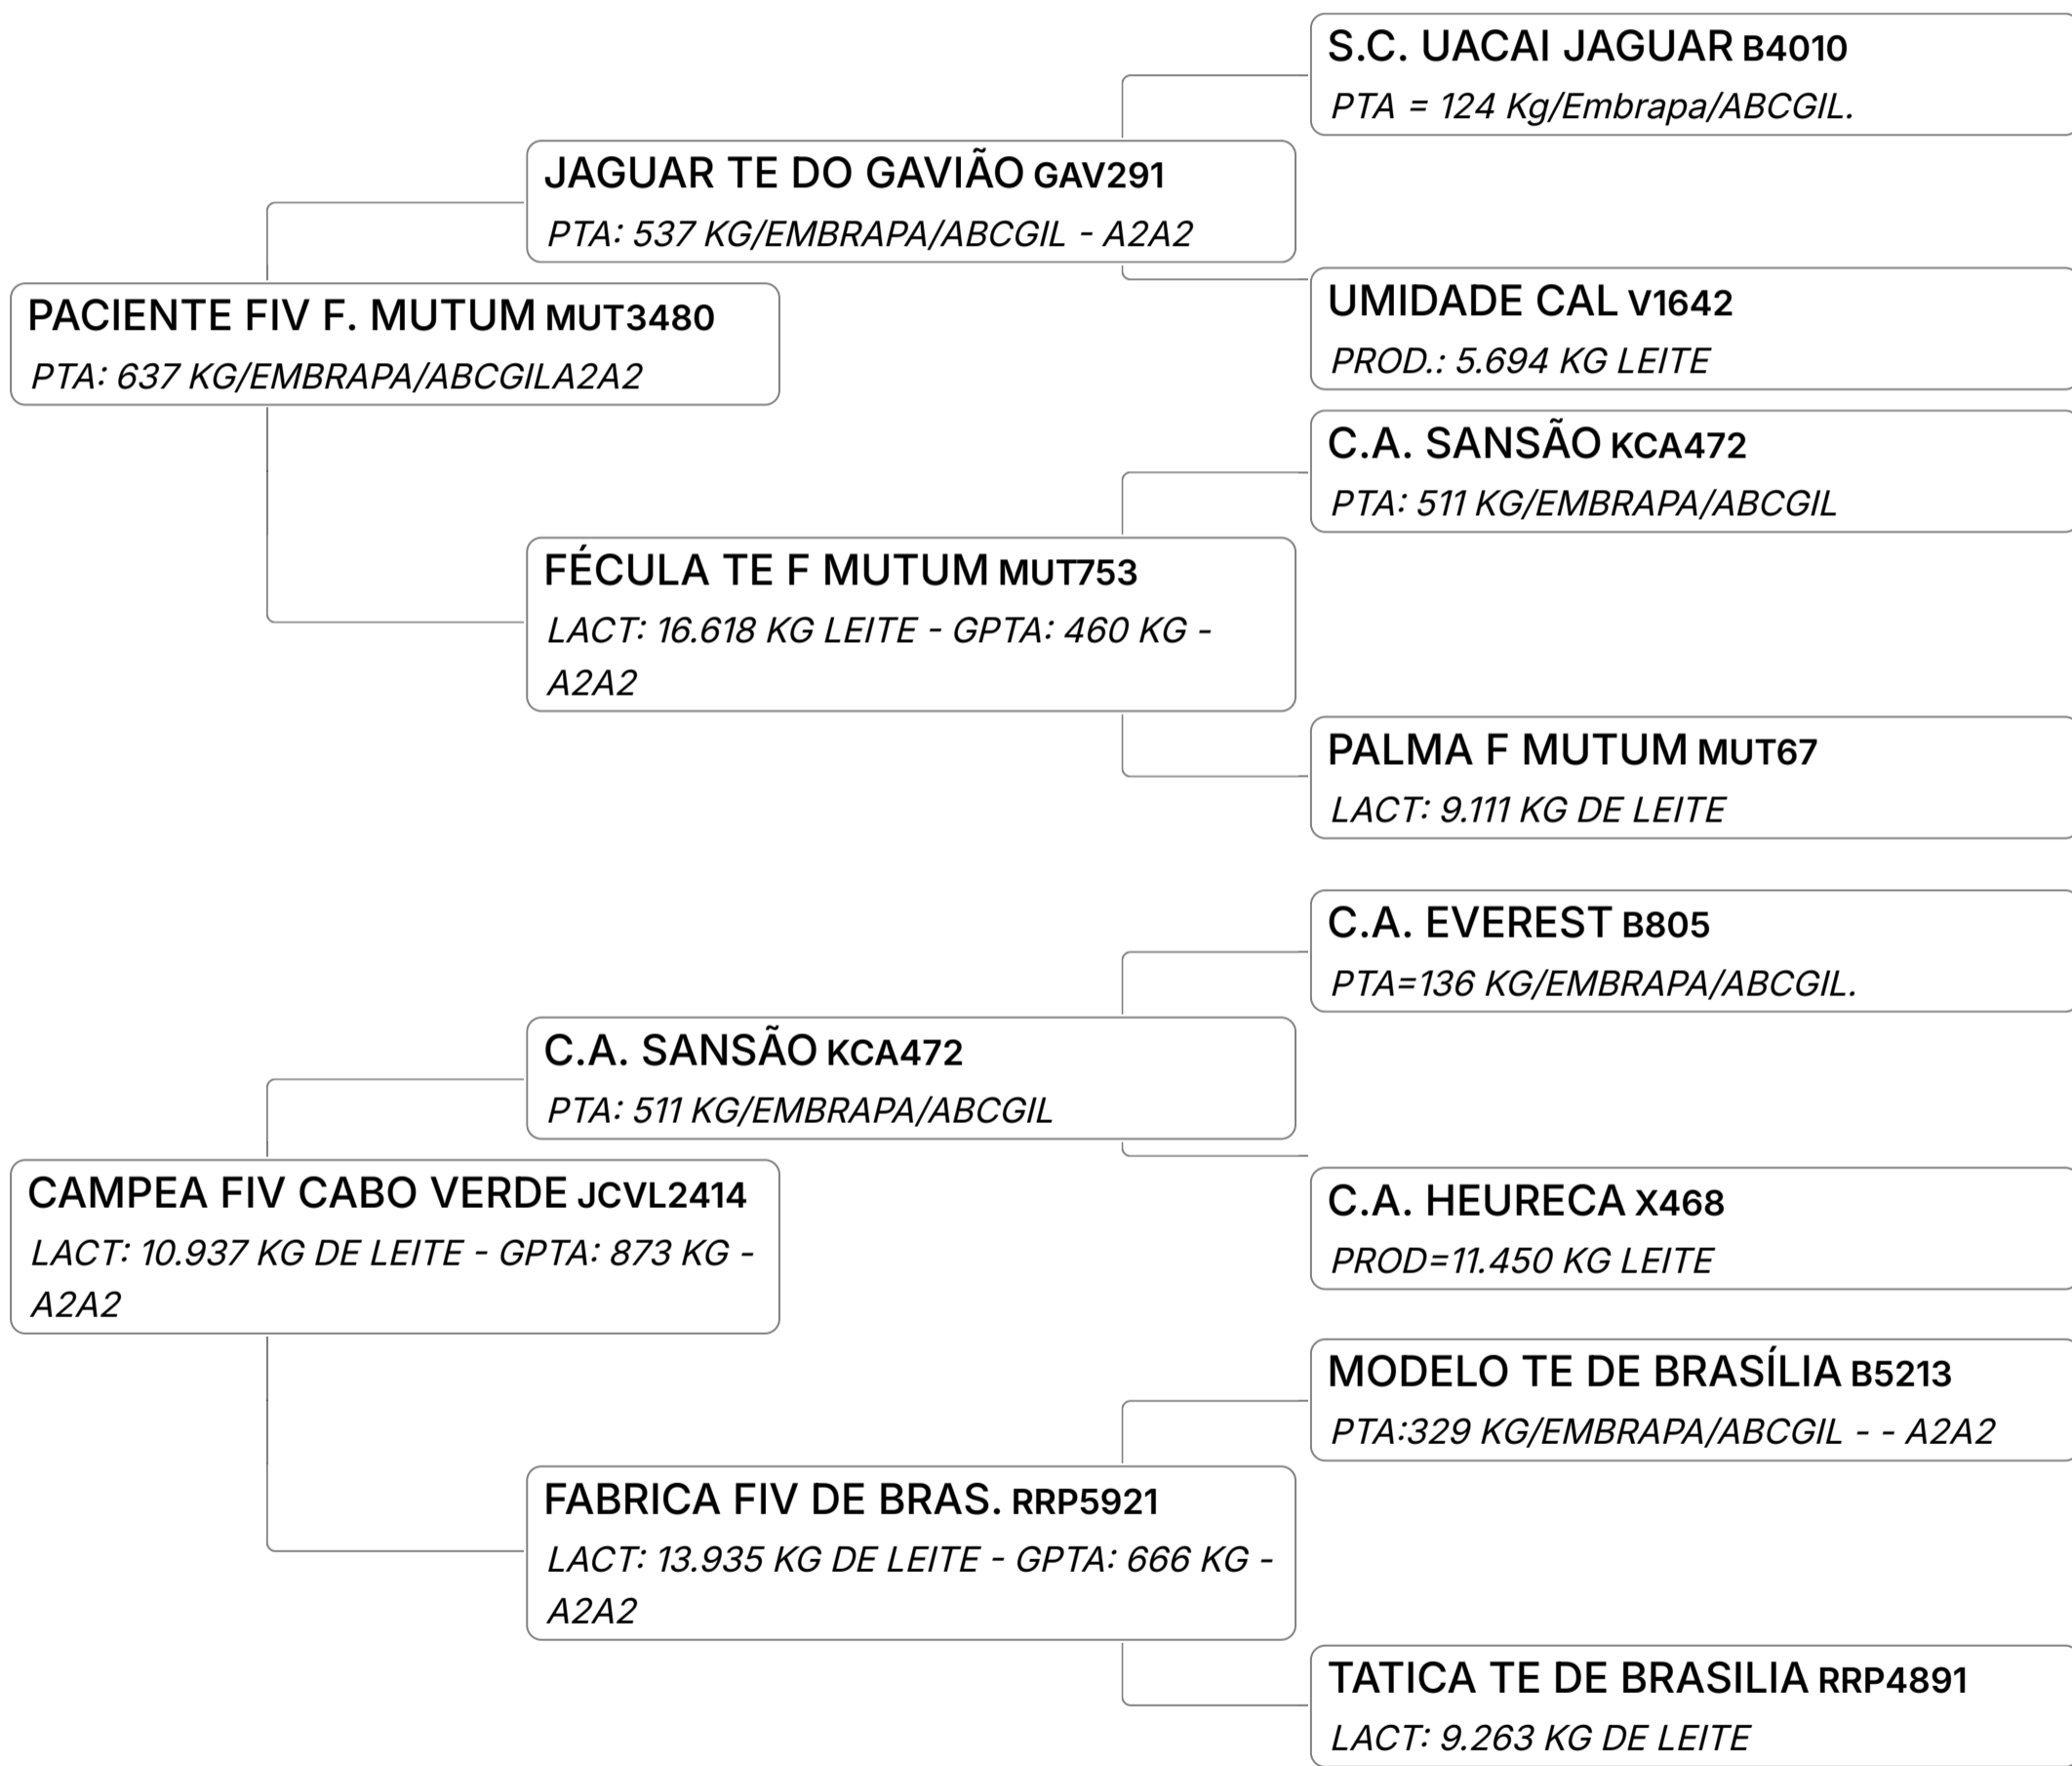 S.C. UACAI JAGUAR B4010
PTA = 124 Kg/Embrapa/ABCGIL.
JAGUAR TE DO GAVIÃO GAV291
PTA: 537 KG/EMBRAPA/ABCGIL - A2A2
UMIDADE CAL V1642
PROD.: 5.694 KG LEITE
PACIENTE FIV F. MUTUM MUT3480
PTA: 637 KG/EMBRAPA/ABCGILA2A2
C.A. SANSÃO KCA472
PTA: 511 KG/EMBRAPA/ABCGIL
FÉCULA TE F MUTUM MUT753
LACT: 16.618 KG LEITE - GPTA: 460 KG -
A2A2
PALMA F MUTUM MUT67
LACT: 9.111 KG DE LEITE
C.A. EVEREST B805
PTA=136 KG/EMBRAPA/ABCGIL.
C.A. SANSÃO KCA472
PTA: 511 KG/EMBRAPA/ABCGIL
C.A. HEURECA X468
PROD=11.450 KG LEITE
CAMPEA FIV CABO VERDE JCVL2414
LACT: 10.937 KG DE LEITE - GPTA: 873 KG -
A2A2
MODELO TE DE BRASÍLIA B5213
PTA:329 KG/EMBRAPA/ABCGIL - - A2A2
FABRICA FIV DE BRAS. RRP5921
LACT: 13.935 KG DE LEITE - GPTA: 666 KG -
A2A2
TATICA TE DE BRASILIA RRP4891
LACT: 9.263 KG DE LEITE